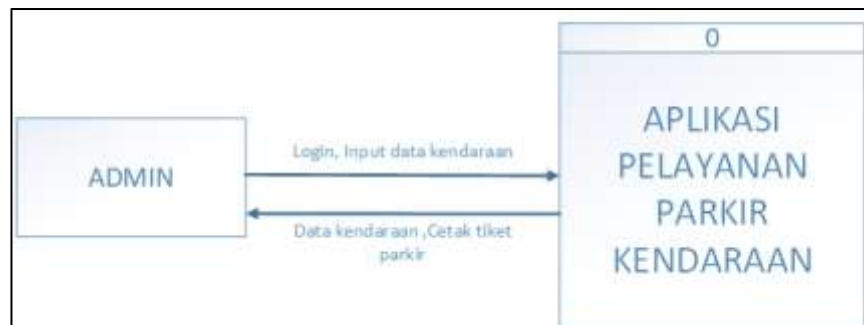 0
ADMIN
Login, Input data kendaraan
Data kendaraan ,Cetak tiket
parkir
APLIKASI
PELAYANAN
PARKIR
KENDARAAN